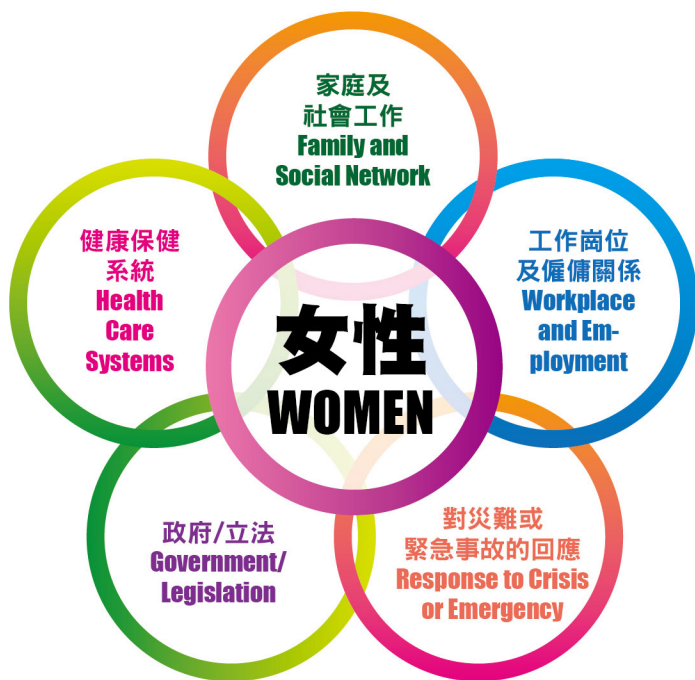 家庭及
社會工作
Family and
Social Network
健康保健
系統
Health
Care
Systems
工作崗位
及僱傭關係
Workplace
and Em-
ployment
女性
WOMEN
政府/立法
Government/
Legislation
對災難或
緊急事故的回應
Response to Crisis
or Emergency